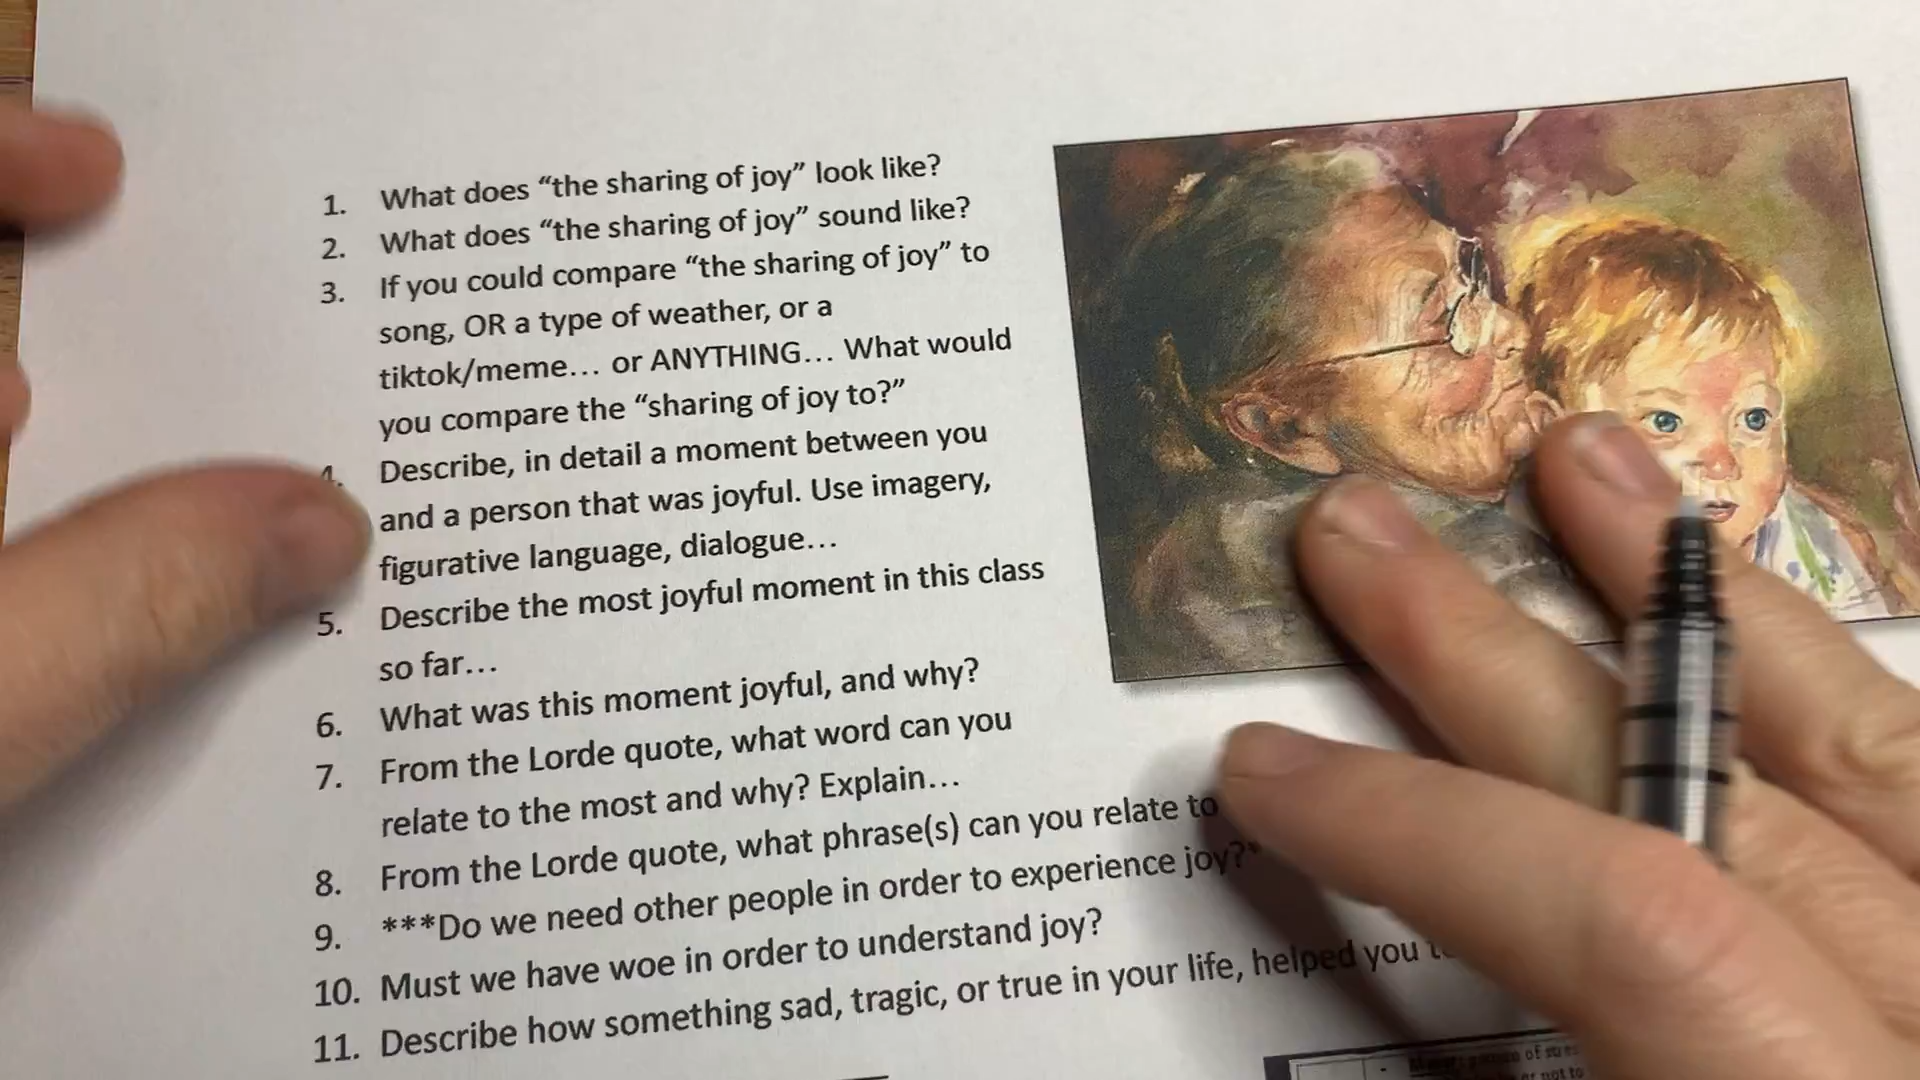 1. What does “the sharing of joy” look like?
2. What does “the sharing of joy” sound like?
3. If you could compare “the sharing of joy” to
song, OR a type of weather, or a
tiktok/meme… or ANYTHING… What would
you compare the “sharing of joy to?”
4. Describe, in detail a moment between you
and a person that was joyful. Use imagery,
figurative language, dialogue…
5. Describe the most joyful moment in this class
so far…
6. What was this moment joyful, and why?
7. From the Lorde quote, what word can you
relate to the most and why? Explain…
8. From the Lorde quote, what phrase(s) can you relate to
9. ***Do we need other people in order to experience joy?*
10. Must we have woe in order to understand joy?
11. Describe how something sad, tragic, or true in your life, helped you
or not to